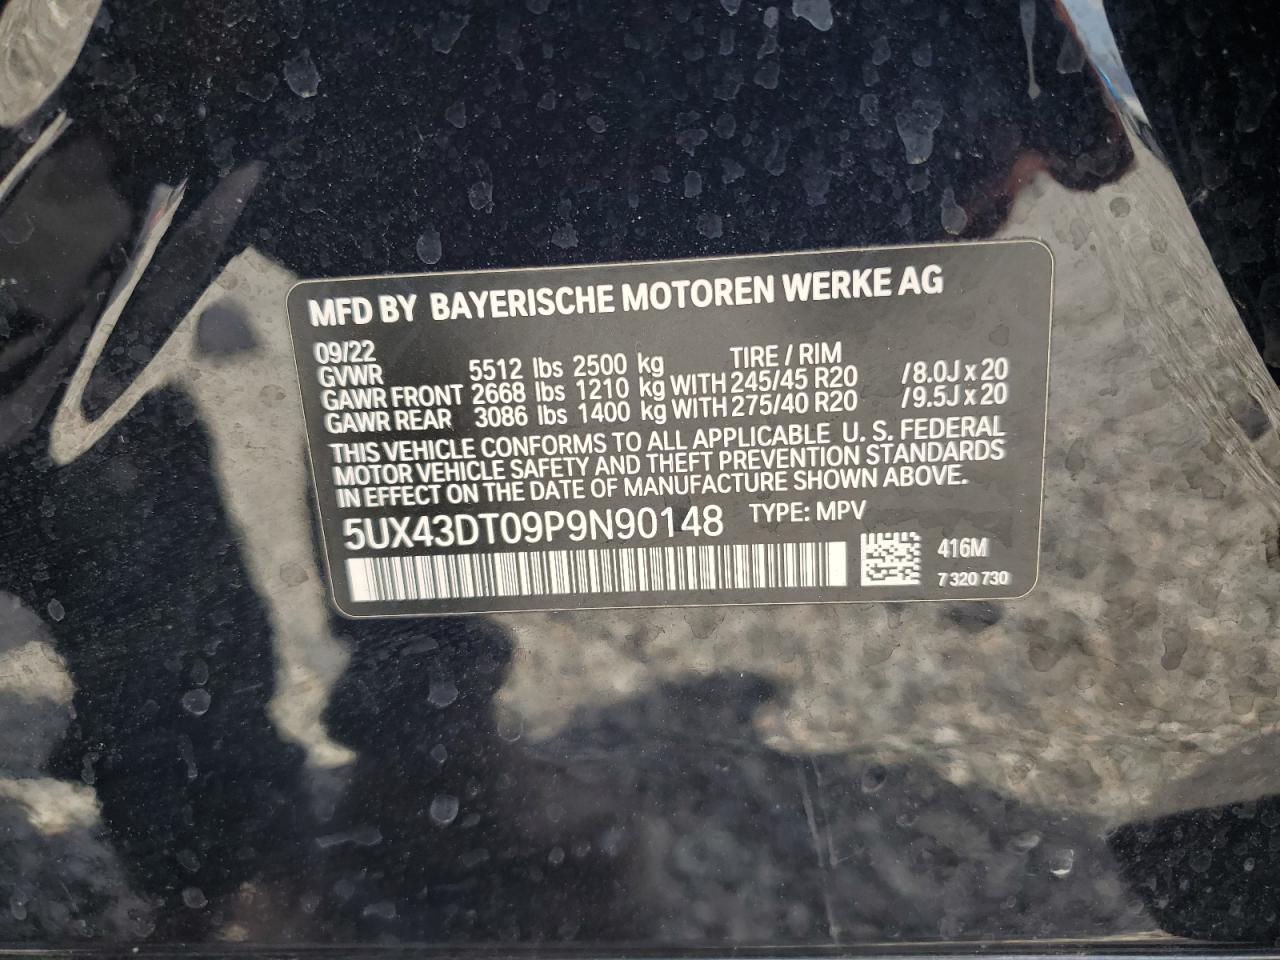 MFD BY BAYERISCHE MOTOREN WERKE AG
09/22
GVWR 5512 lbs 2500 kg TIRE / RIM
GAWR FRONT 2668 lbs 1210 kg WITH 245/45 R20 /8.0J x 20
GAWR REAR 3086 lbs 1400 kg WITH 275/40 R20 /9.5J x 20
THIS VEHICLE CONFORMS TO ALL APPLICABLE U. S. FEDERAL
MOTOR VEHICLE SAFETY AND THEFT PREVENTION STANDARDS
IN EFFECT ON THE DATE OF MANUFACTURE SHOWN ABOVE.
5UX43DT09P9N90148 TYPE: MPV
416M
7 320 730